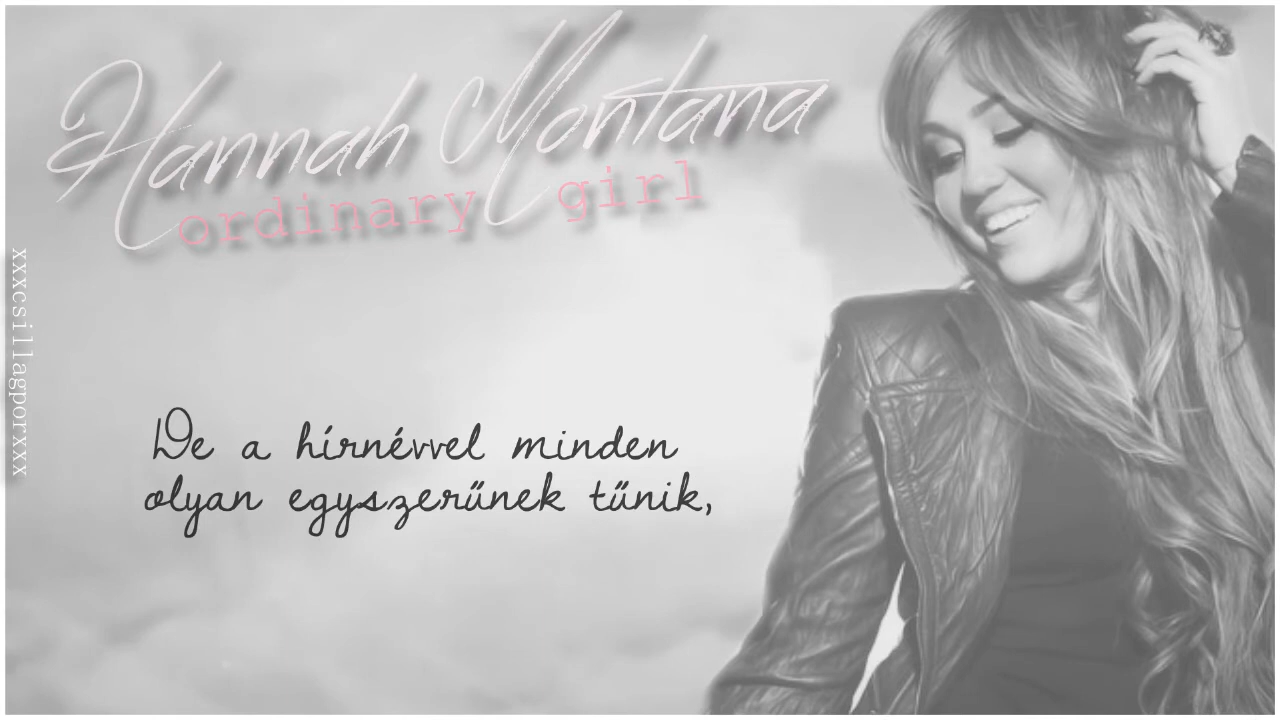 Hannah Montana
ordinary girl
xxxcsillagporxxx
De a hírnévvel minden
olyan egyszerűnek tűnik,